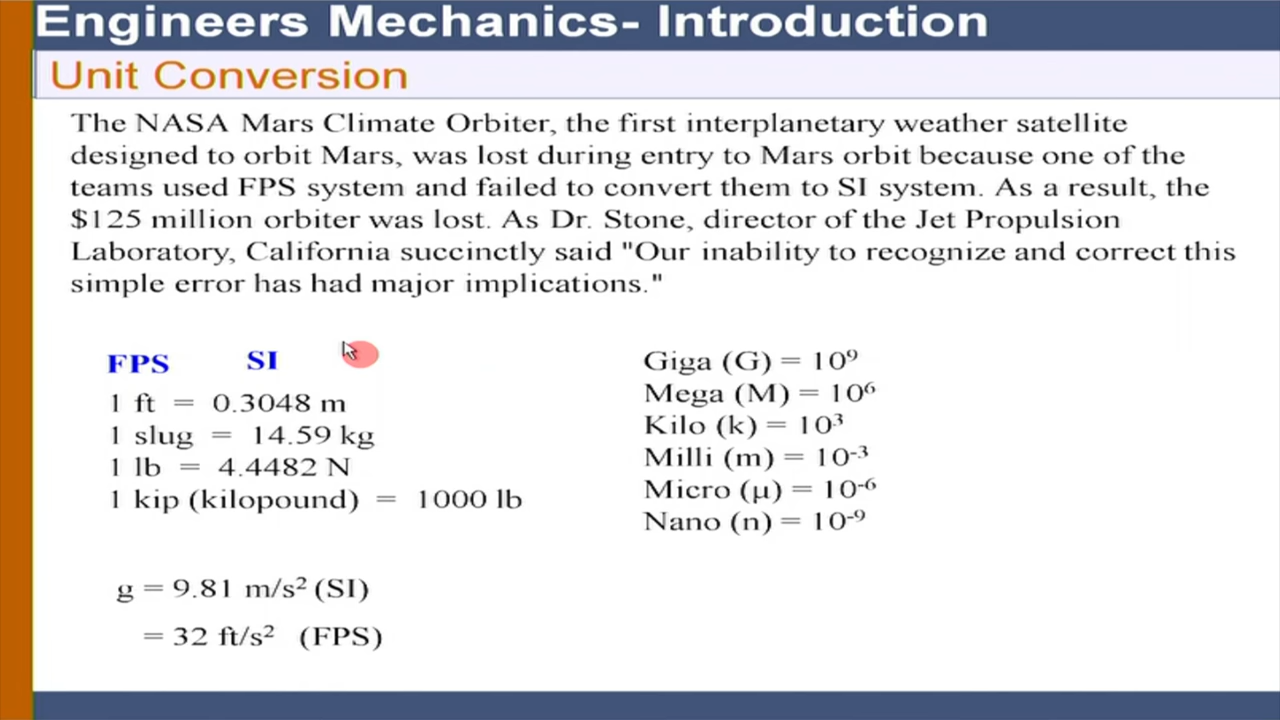 Engineers Mechanics- Introduction
Unit Conversion
The NASA Mars Climate Orbiter, the first interplanetary weather satellite
designed to orbit Mars, was lost during entry to Mars orbit because one of the
teams used FPS system and failed to convert them to SI system. As a result, the
$125 million orbiter was lost. As Dr. Stone, director of the Jet Propulsion
Laboratory, California succinctly said "Our inability to recognize and correct this
simple error has had major implications."
FPS SI
1 ft = 0.3048 m
1 slug = 14.59 kg
1 lb = 4.4482 N
1 kip (kilopound) = 1000 lb
g = 9.81 m/s² (SI)
= 32 ft/s² (FPS)
Giga (G) = 10⁹
Mega (M) = 10⁶
Kilo (k) = 10³
Milli (m) = 10⁻³
Micro (μ) = 10⁻⁶
Nano (n) = 10⁻⁹